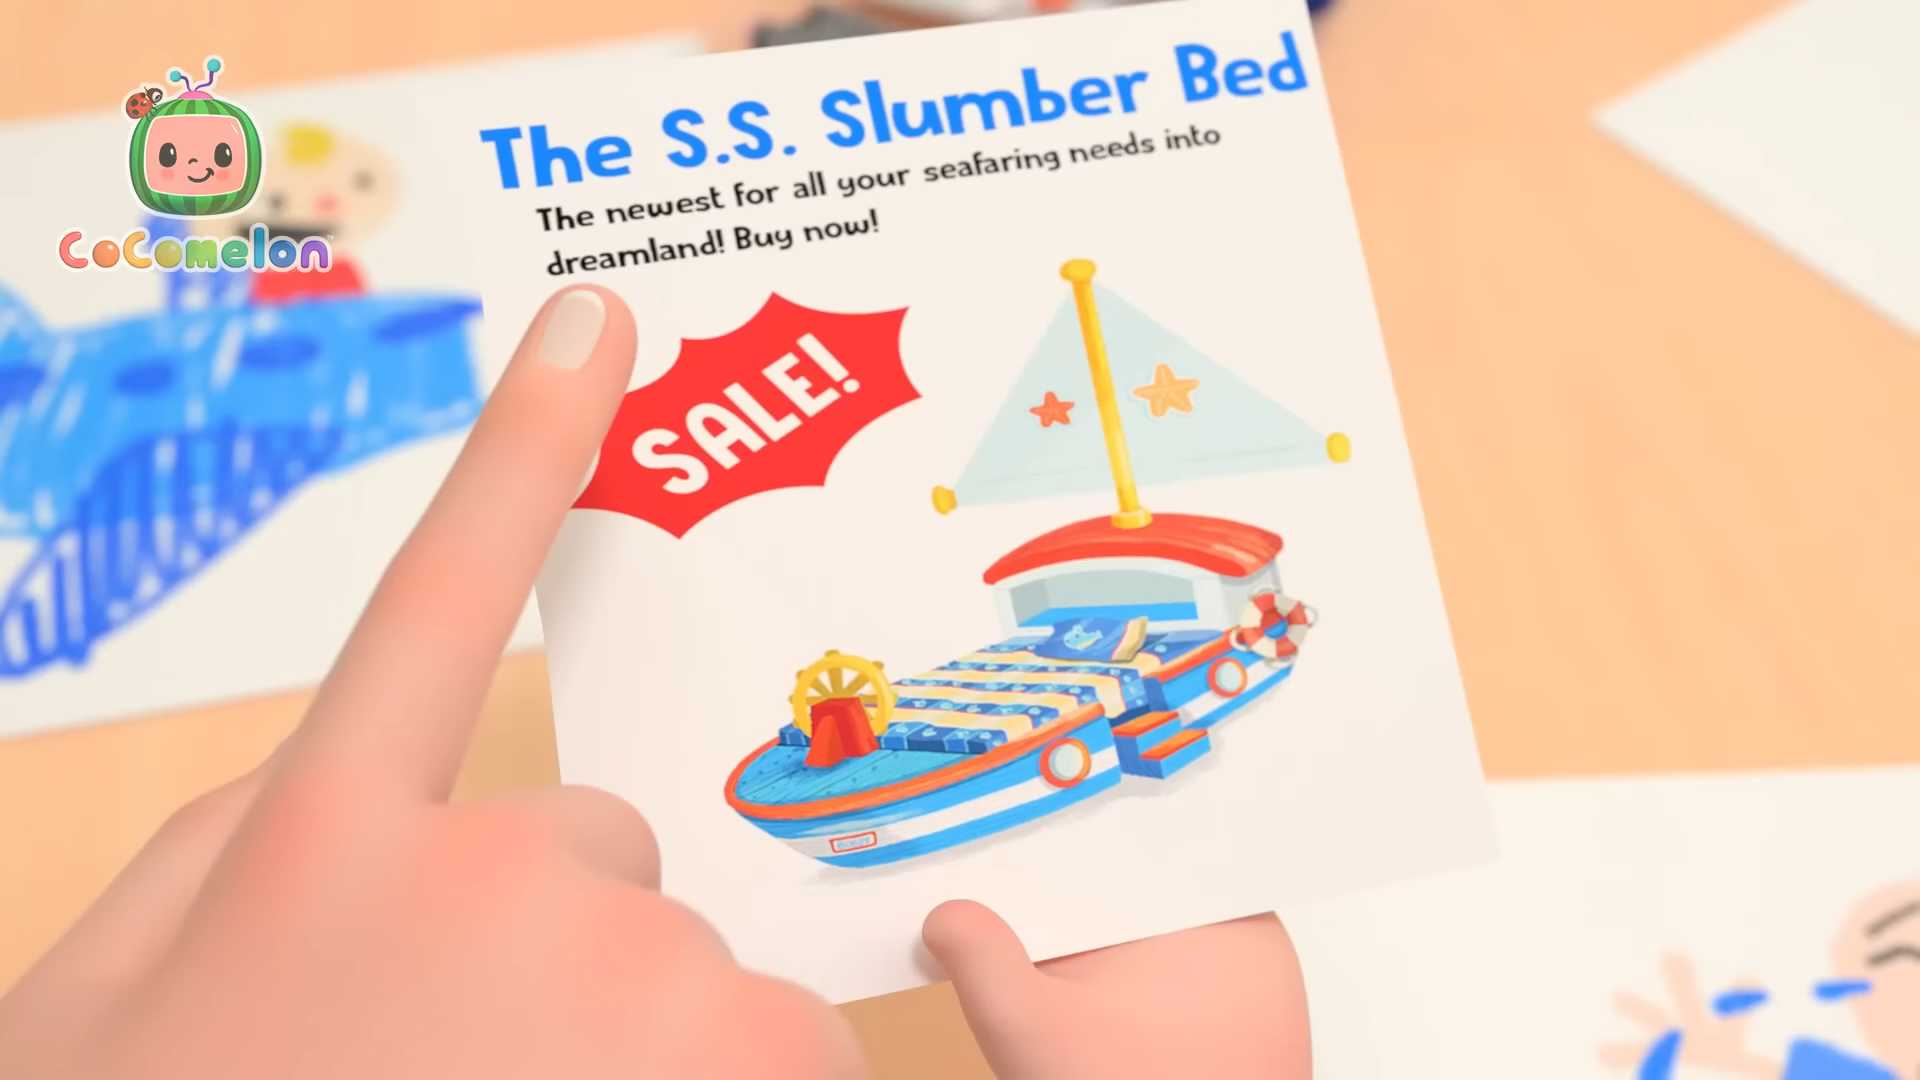 CoComelon
The S.S. Slumber Bed
The newest for all your seafaring needs into
dreamland! Buy now!
SALE!